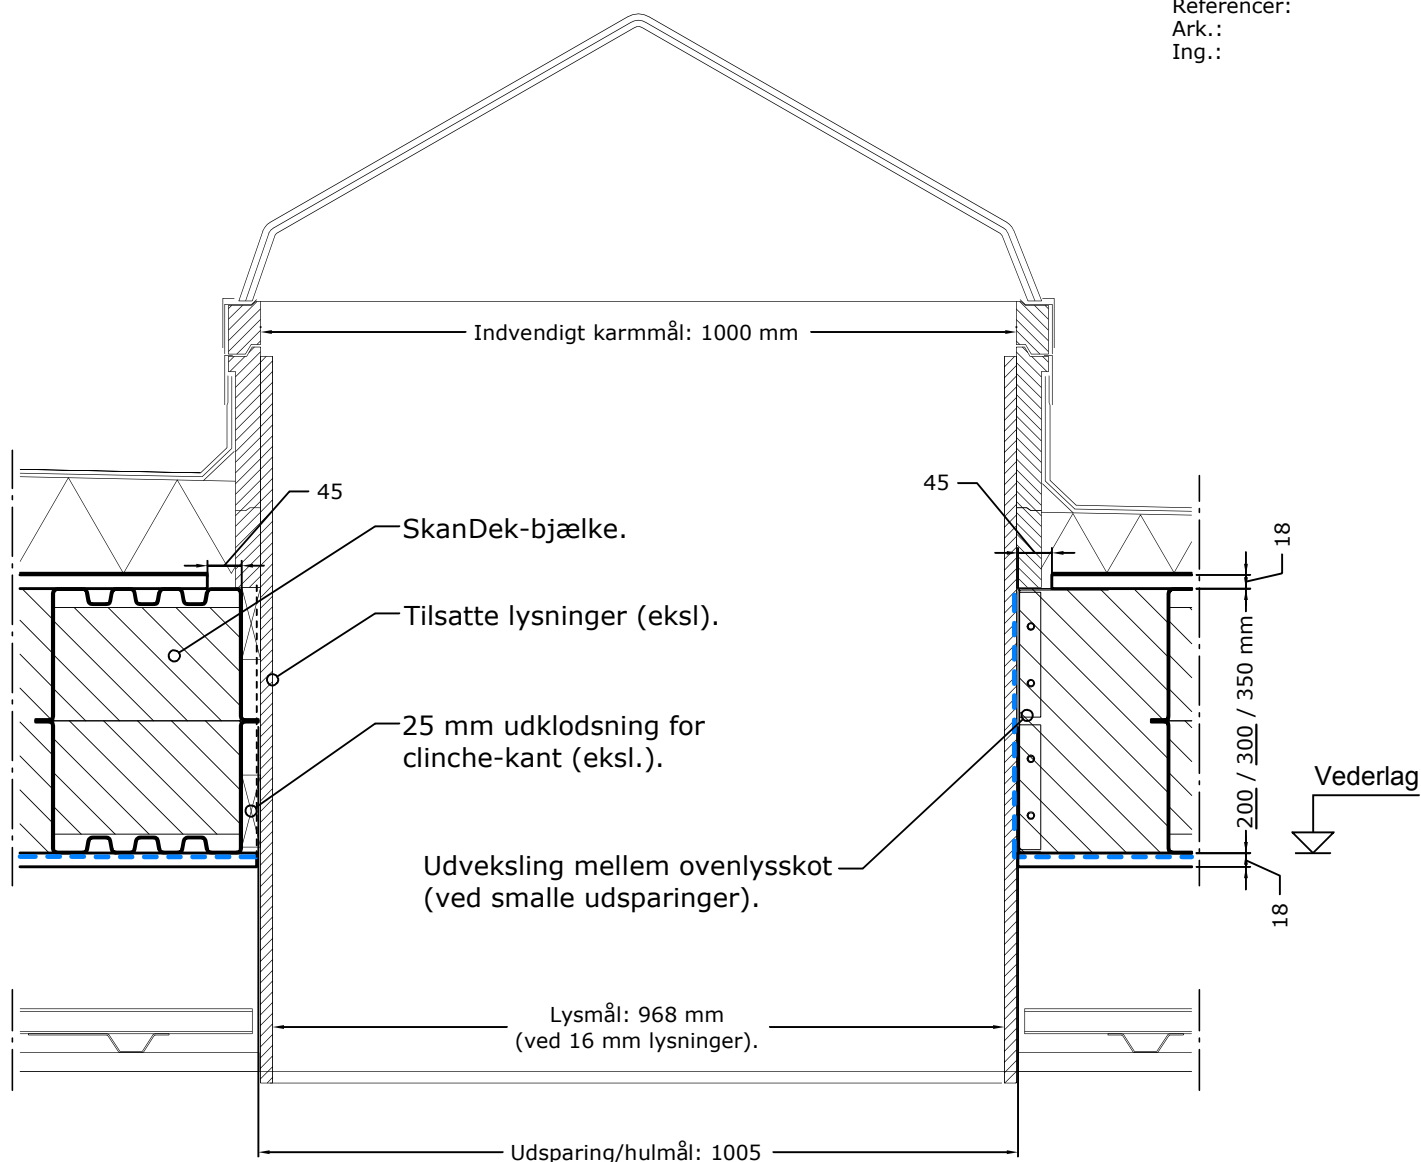 Referencer:
Ark.:
Ing.:
Indvendigt karmmål: 1000 mm
45
45
SkanDek-bjælke.
18
Tilsatte lysninger (eksl).
25 mm udklodsning for
clinche-kant (eksl.).
200 / 300 / 350 mm
Vederlag
Udveksling mellem ovenlysskot
(ved smalle udsparinger).
18
Lysmål: 968 mm
(ved 16 mm lysninger).
Udsparing/hulmål: 1005